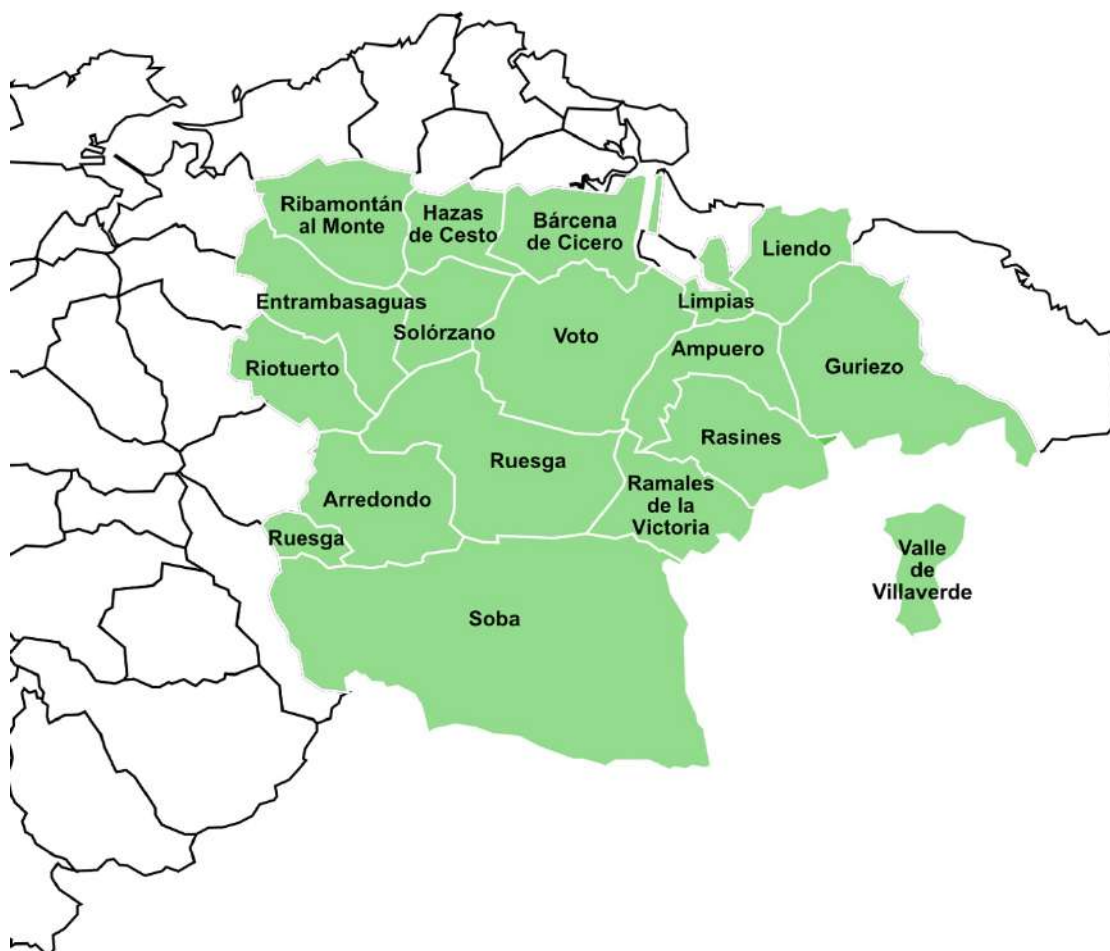 Ribamontán
al Monte
Hazas
de Cesto
Bárcena
de Cicero
Liendo
Entrambasaguas
Solórzano
Limpias
Voto
Ampuero
Riotuerto
Guriezo
Rasines
Ruesga
Ramales
de la
Victoria
Arredondo
Ruesga
Valle
de
Villaverde
Soba